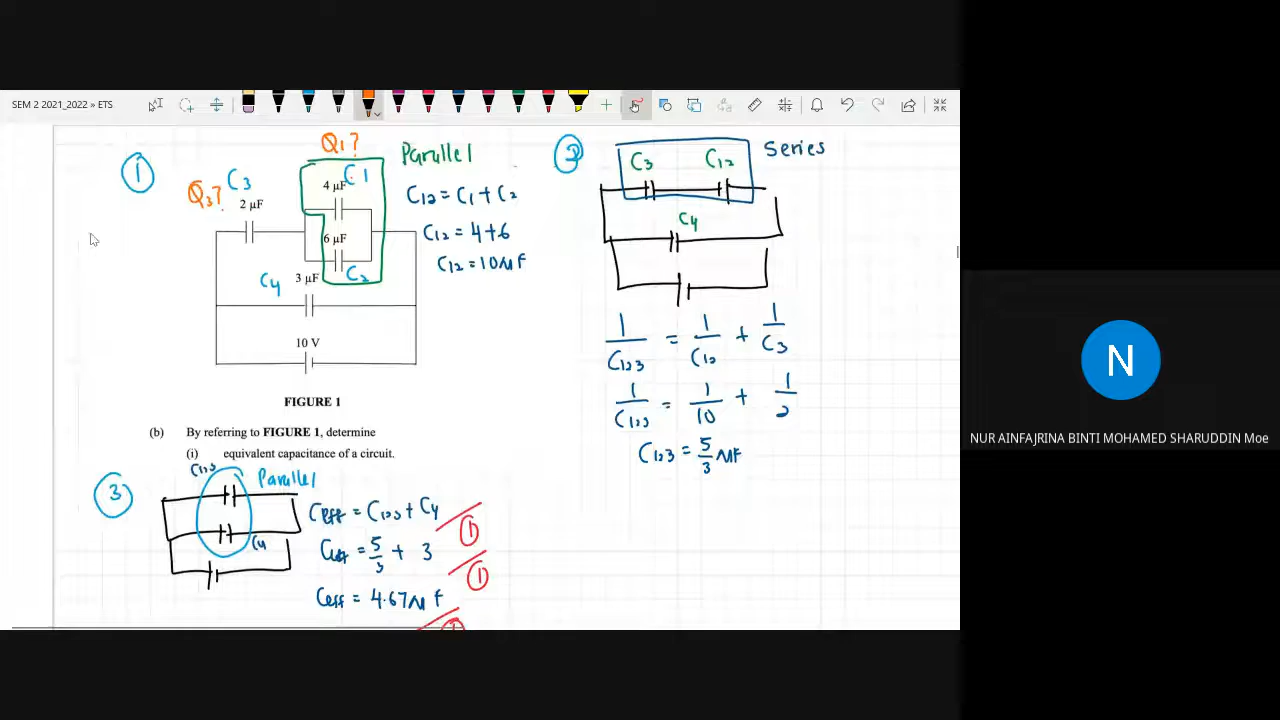 SEM 2 2021_2022 » ETS
①
Q₁?
Parallel
Q₃?
C₃
C₁
4 µF
2 µF
C₁₂ = C₁ + C₂
6 µF
C₁₂ = 4+6
C₂
C₁₂ = 10µF
C₄
3 µF
10 V
FIGURE 1
(b) By referring to FIGURE 1, determine
(i) equivalent capacitance of a circuit.
②
C₃ C₁₂
Series
C₄
1/C₁₂₃ = 1/C₁₂ + 1/C₃
1/C₁₂₃ = 1/10 + 1/2
C₁₂₃ = 5/3 µF
③
C₁₂₃
Parallel
C₄
Ceff = C₁₂₃ + C₄ ①
Ceff = 5/3 + 3 ①
Ceff = 4.67µF
N
NUR AINFAJRINA BINTI MOHAMED SHARUDDIN Moe